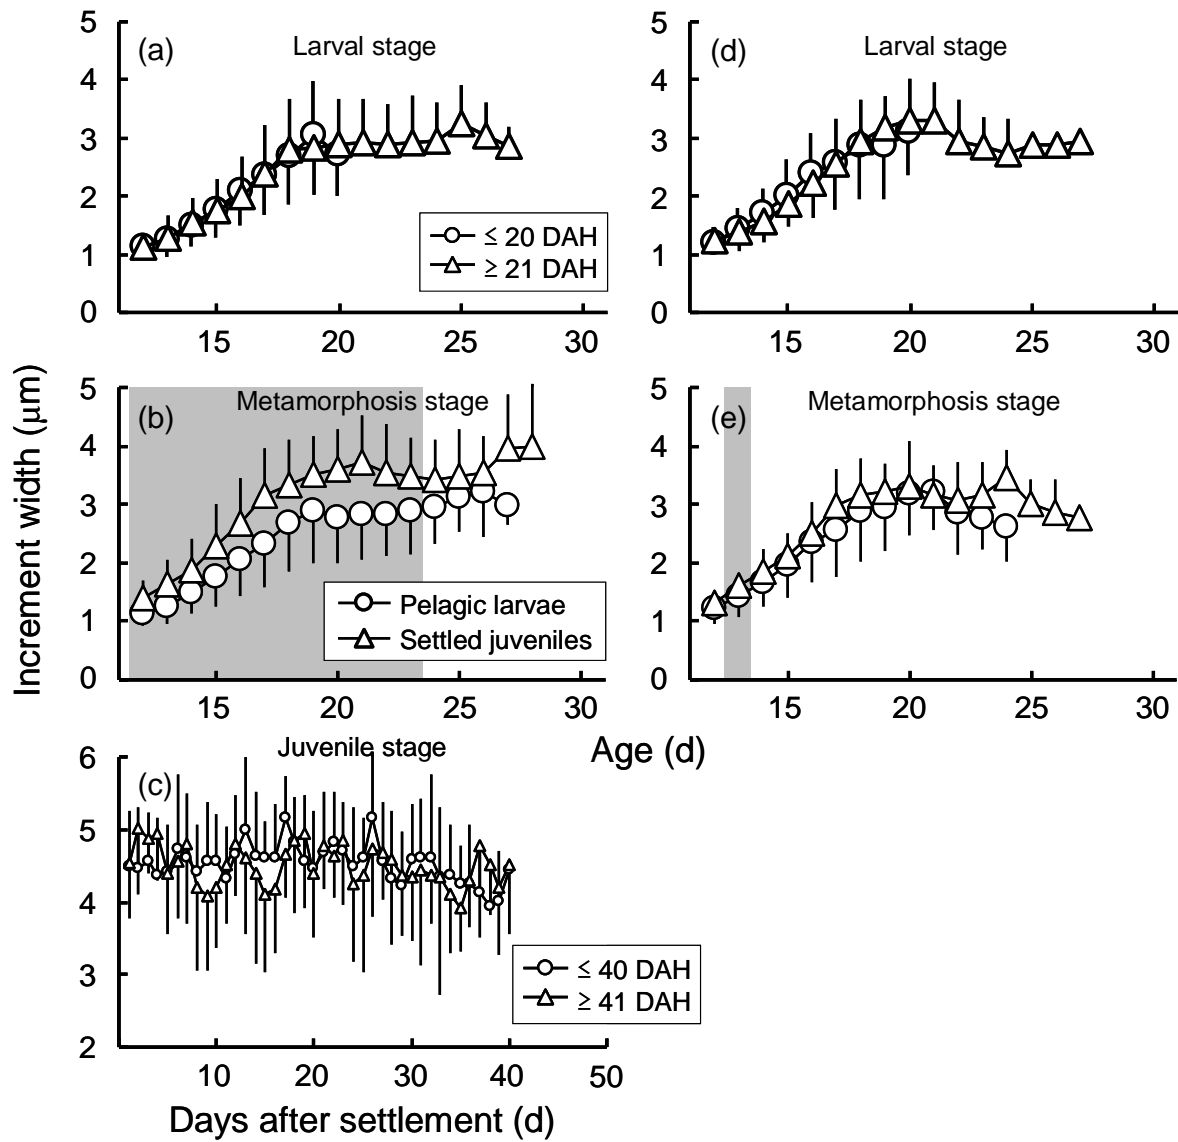 Increment width (μm)
(a) Larval stage
5
4
3
2
1
0
≤ 20 DAH
≥ 21 DAH
15 20 25 30
(d) Larval stage
5
4
3
2
1
0
15 20 25 30
(b) Metamorphosis stage
5
4
3
2
1
0
Pelagic larvae
Settled juveniles
15 20 25 30
(e) Metamorphosis stage
5
4
3
2
1
0
15 20 25 30
Age (d)
(c) Juvenile stage
6
5
4
3
2
≤ 40 DAH
≥ 41 DAH
10 20 30 40 50
Days after settlement (d)